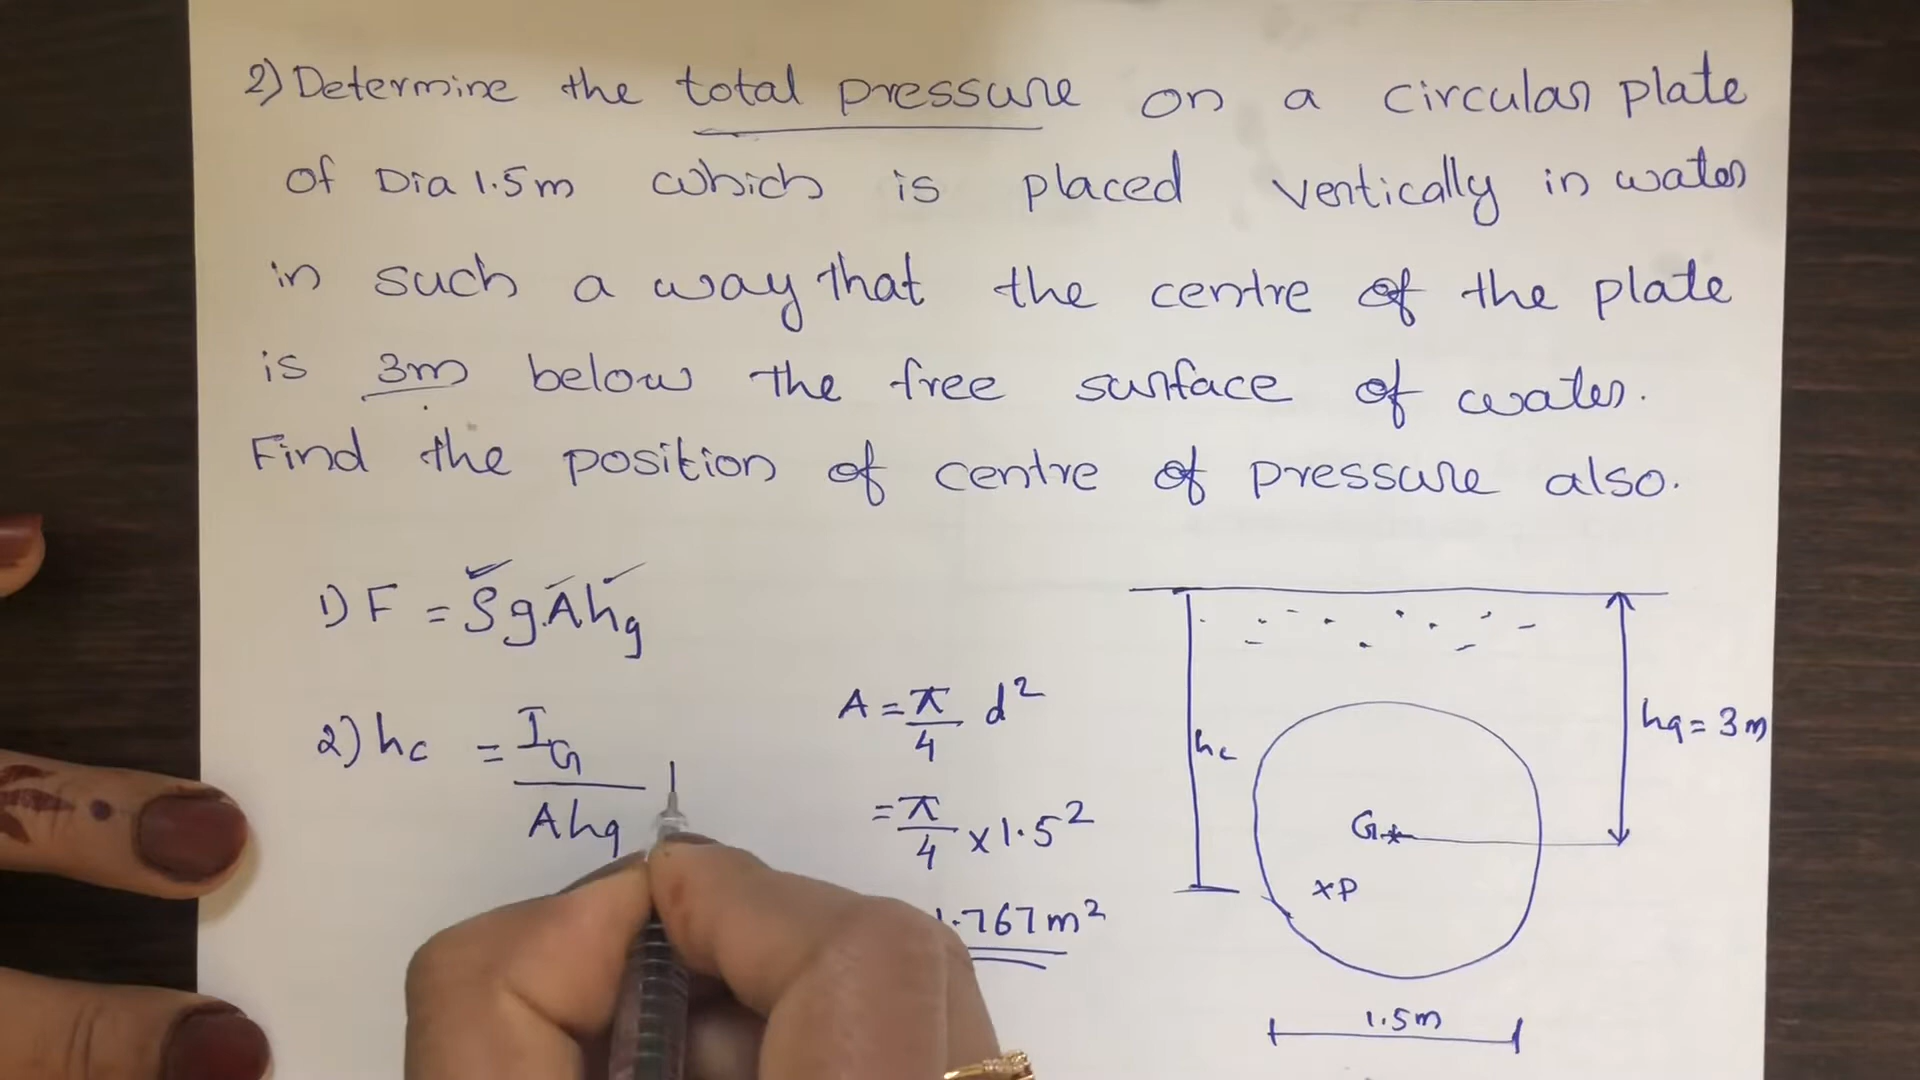 2) Determine the total pressure on a circular plate
of Dia 1.5m which is placed vertically in water
in such a way that the centre of the plate
is 3m below the free surface of water.
Find the position of centre of pressure also.
1) F = ρgAhg
2) hc = IG / Ahg
A = π/4 d²
= π/4 × 1.5²
1.767 m²
hc
hg = 3m
G
×P
1.5m